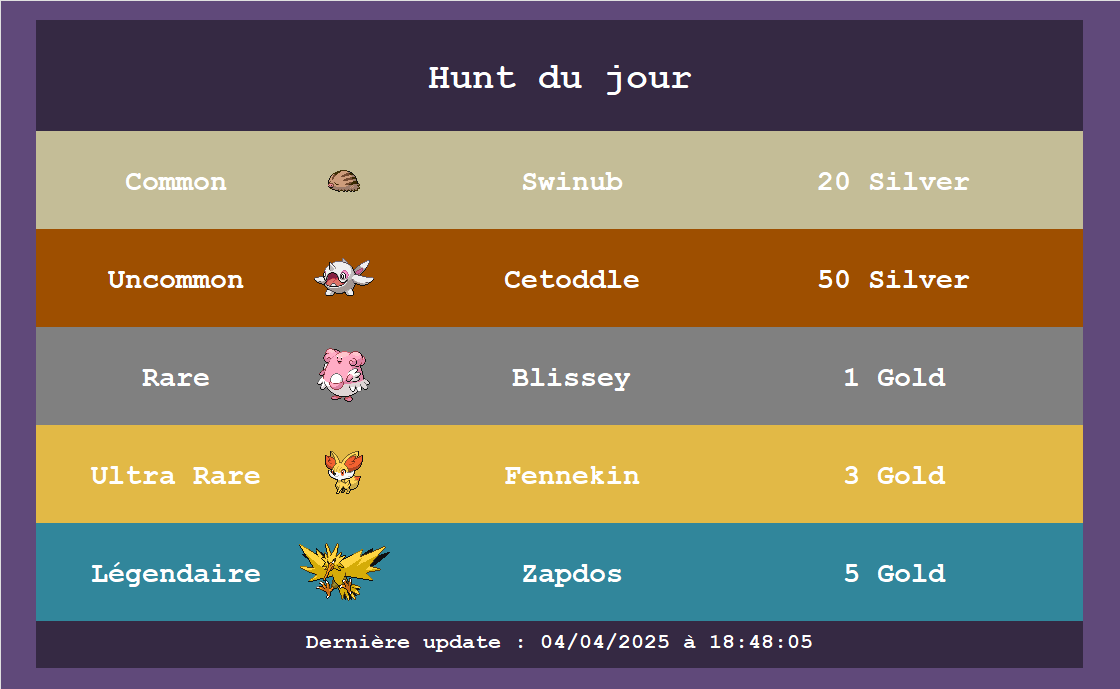 Hunt du jour
Common Swinub 20 Silver
Uncommon Cetoddle 50 Silver
Rare Blissey 1 Gold
Ultra Rare Fennekin 3 Gold
Légendaire Zapdos 5 Gold
Dernière update : 04/04/2025 à 18:48:05